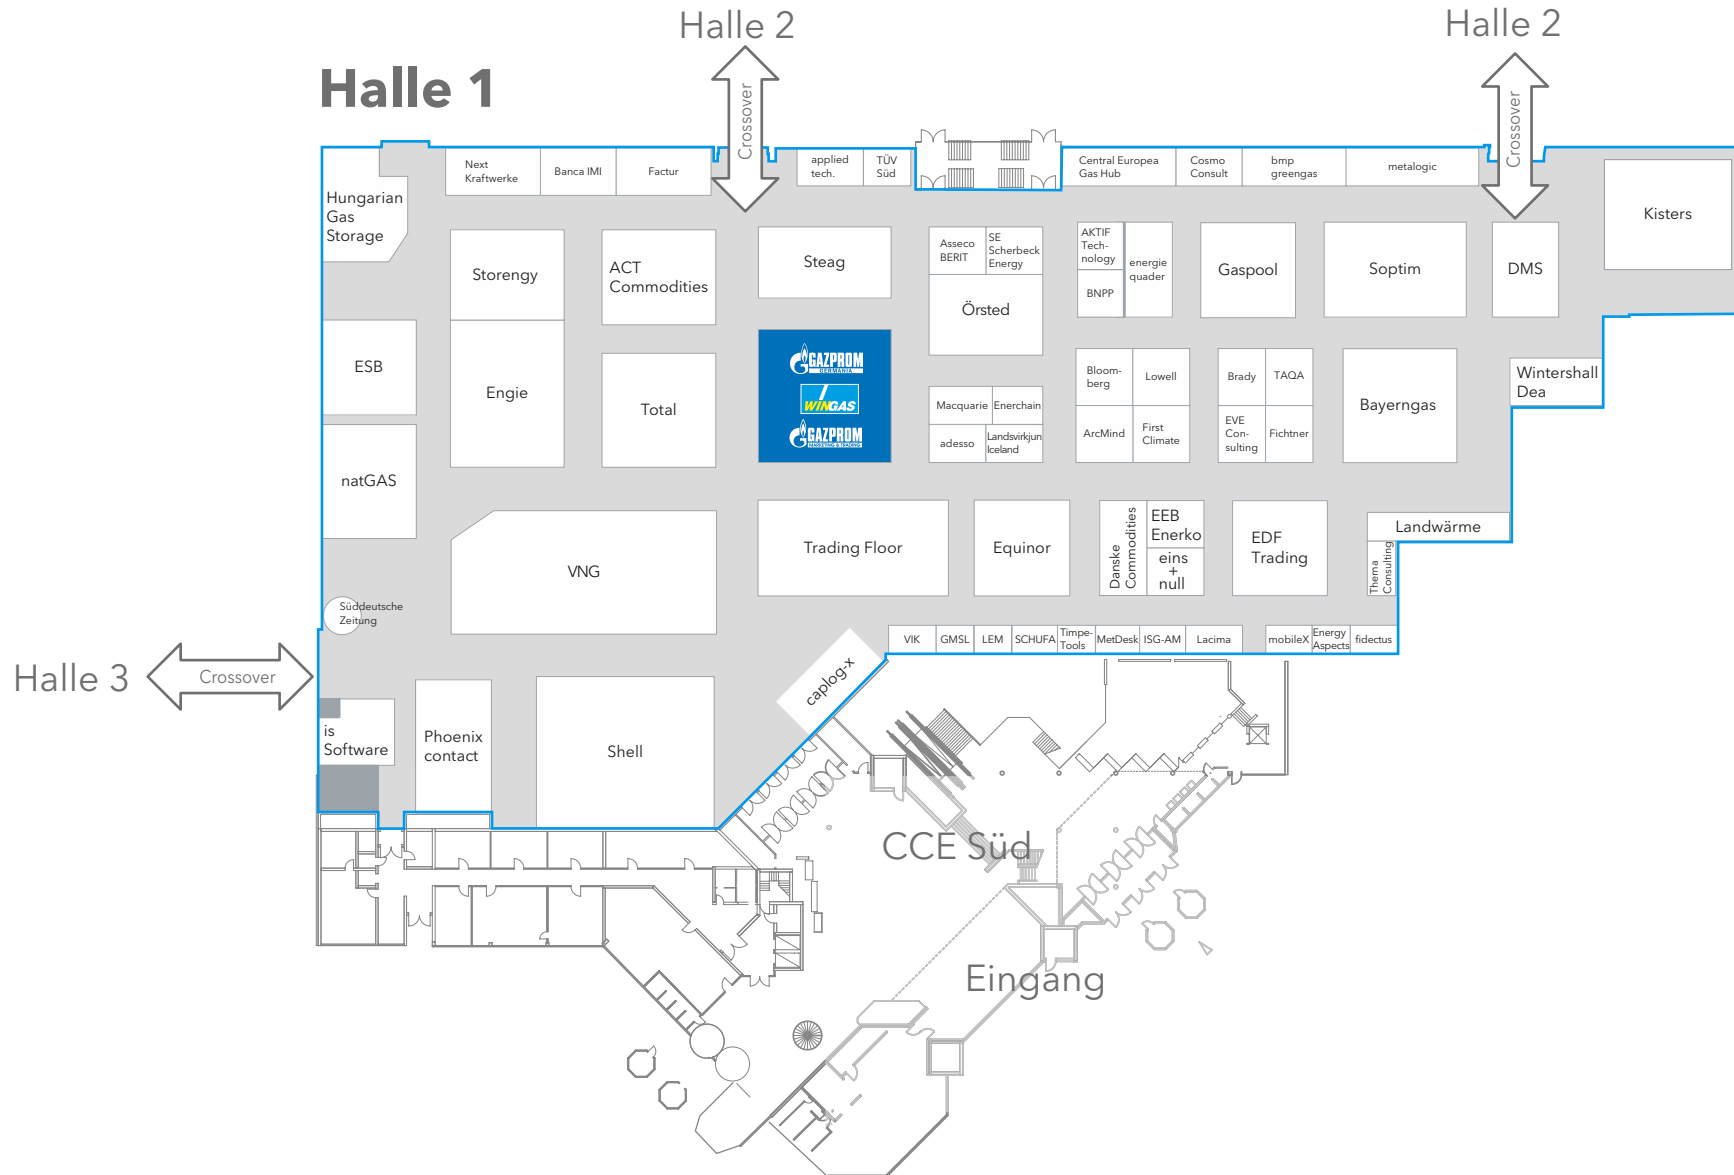 Halle 2
Halle 2
Halle 1
Crossover
Crossover
Next
Kraftwerke
Banca IMI
Factur
applied
tech.
TÜV
Süd
Central Europea
Gas Hub
Cosmo
Consult
bmp
greengas
metalogic
Hungarian
Gas
Storage
Kisters
Storengy
ACT
Commodities
Steag
Asseco
BERIT
SE
Scherbeck
Energy
Örsted
AKTIF
Tech-
nology
BNPP
energie
quader
Gaspool
Soptim
DMS
ESB
Engie
Total
GAZPROM
GERMANIA
WINGAS
GAZPROM
MARKETING & TRADING
Macquarie
Enerchain
adesso
Landsvirkjun
Iceland
Bloom-
berg
Lowell
ArcMind
First
Climate
Brady
TAQA
EVE
Con-
sulting
Fichtner
Bayerngas
Wintershall
Dea
natGAS
VNG
Trading Floor
Equinor
Danske
Commodities
EEB
Enerko
eins
+
null
EDF
Trading
Landwärme
Thema
Consulting
Süddeutsche
Zeitung
VIK
GMSL
LEM
SCHUFA
Timpe-
Tools
MetDesk
ISG-AM
Lacima
mobileX
Energy
Aspects
fidectus
Halle 3
Crossover
caplog-x
is
Software
Phoenix
contact
Shell
CCE Süd
Eingang